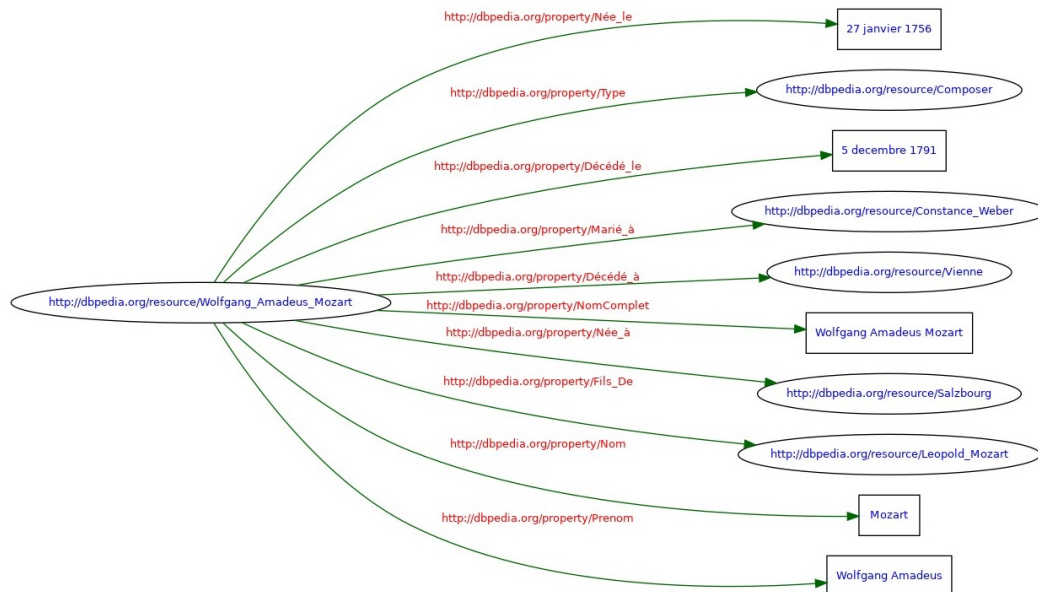 http://dbpedia.org/property/Née_le
27 janvier 1756
http://dbpedia.org/property/Type
http://dbpedia.org/resource/Composer
http://dbpedia.org/property/Décédé_le
5 decembre 1791
http://dbpedia.org/property/Marié_à
http://dbpedia.org/resource/Constance_Weber
http://dbpedia.org/property/Décédé_à
http://dbpedia.org/resource/Vienne
http://dbpedia.org/resource/Wolfgang_Amadeus_Mozart
http://dbpedia.org/property/NomComplet
Wolfgang Amadeus Mozart
http://dbpedia.org/property/Née_à
http://dbpedia.org/resource/Salzbourg
http://dbpedia.org/property/Fils_De
http://dbpedia.org/resource/Leopold_Mozart
http://dbpedia.org/property/Nom
Mozart
http://dbpedia.org/property/Prenom
Wolfgang Amadeus